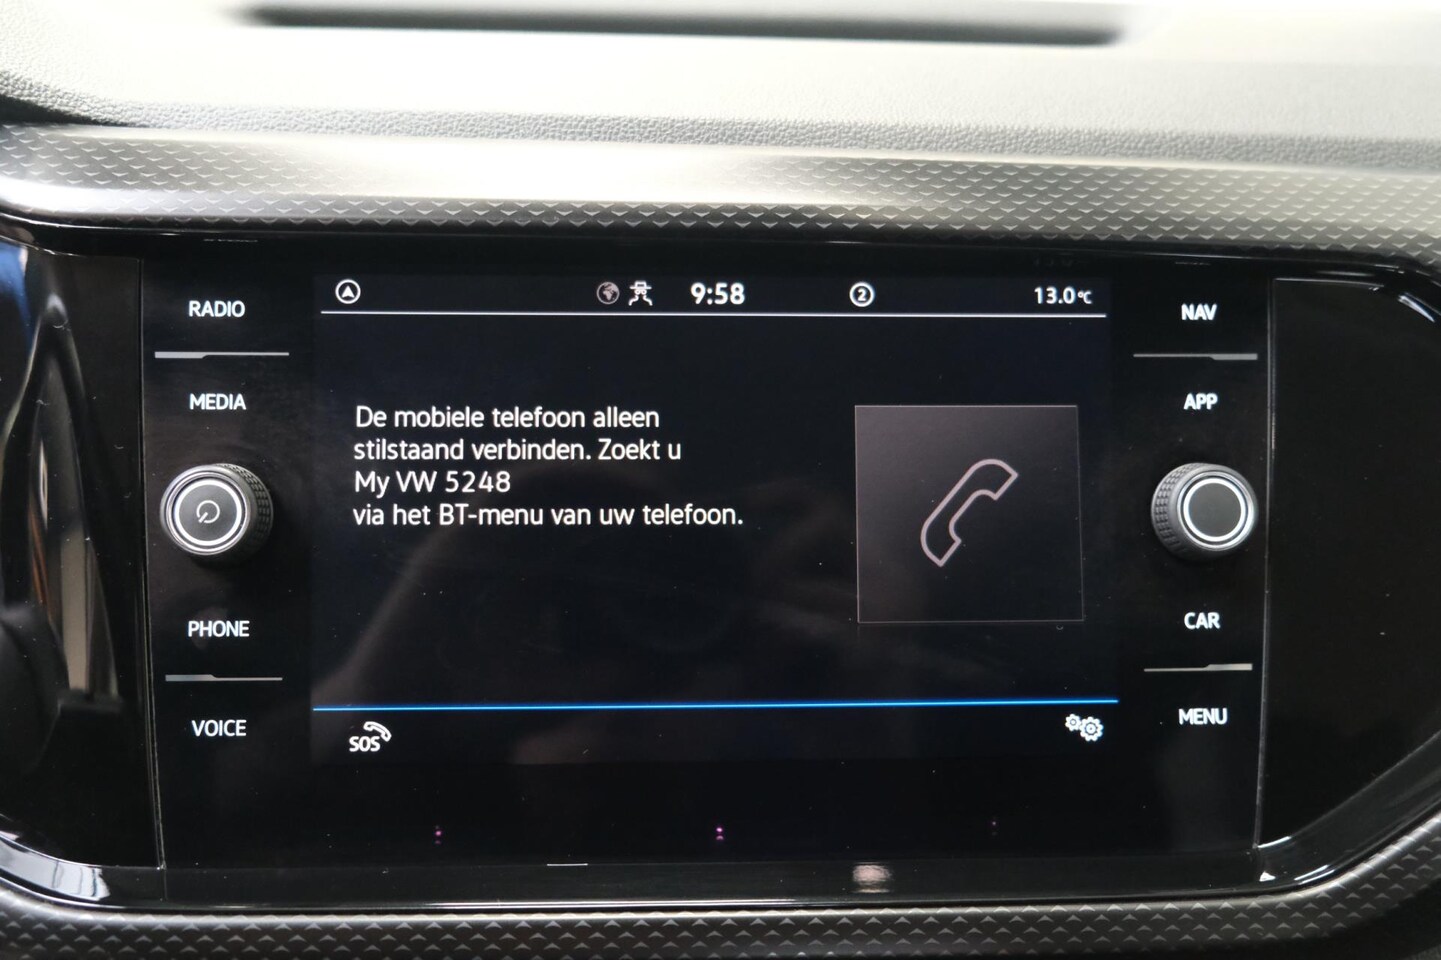 RADIO
MEDIA
PHONE
VOICE
9:58
2
13.0°C
De mobiele telefoon alleen
stilstaand verbinden. Zoekt u
My VW 5248
via het BT-menu van uw telefoon.
SOS
NAV
APP
CAR
MENU